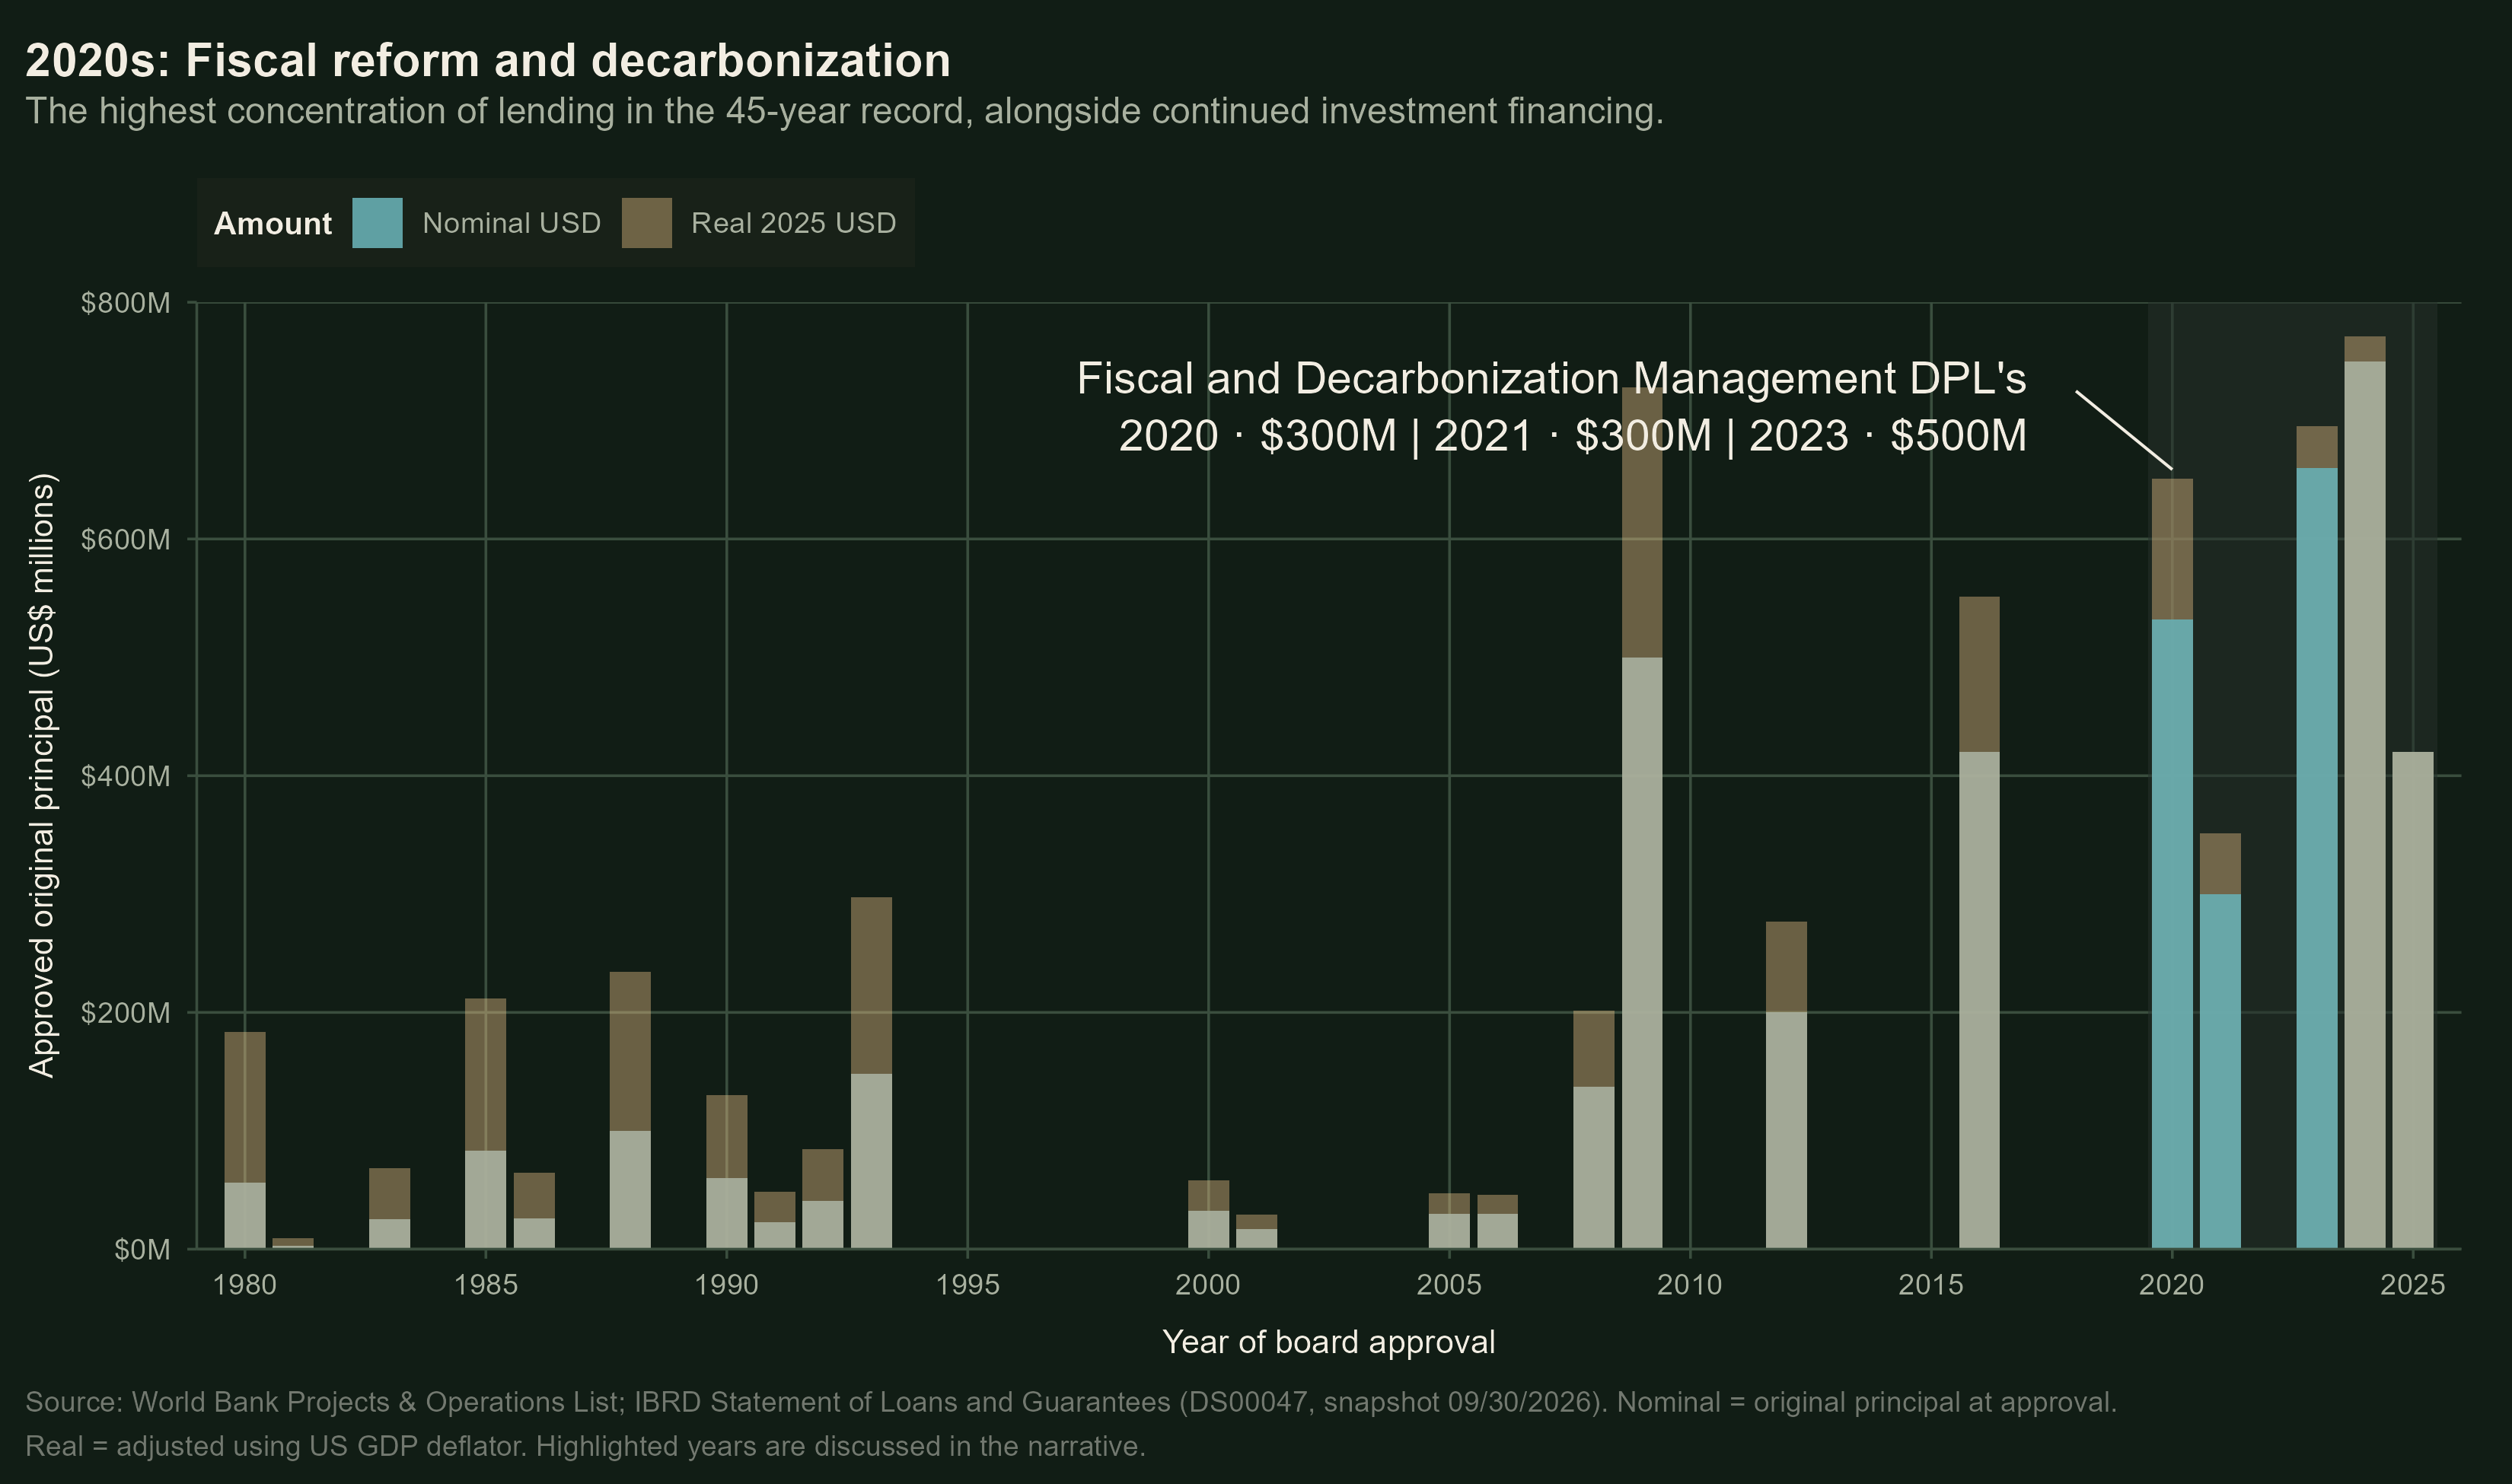 2020s: Fiscal reform and decarbonization
The highest concentration of lending in the 45-year record, alongside continued investment financing.
Amount Nominal USD Real 2025 USD
$800M
Fiscal and Decarbonization Management DPL's
2020 · $300M | 2021 · $300M | 2023 · $500M
$600M
$400M
$200M
$0M
Approved original principal (US$ millions)
1980 1985 1990 1995 2000 2005 2010 2015 2020 2025
Year of board approval
Source: World Bank Projects & Operations List; IBRD Statement of Loans and Guarantees (DS00047, snapshot 09/30/2026). Nominal = original principal at approval.
Real = adjusted using US GDP deflator. Highlighted years are discussed in the narrative.